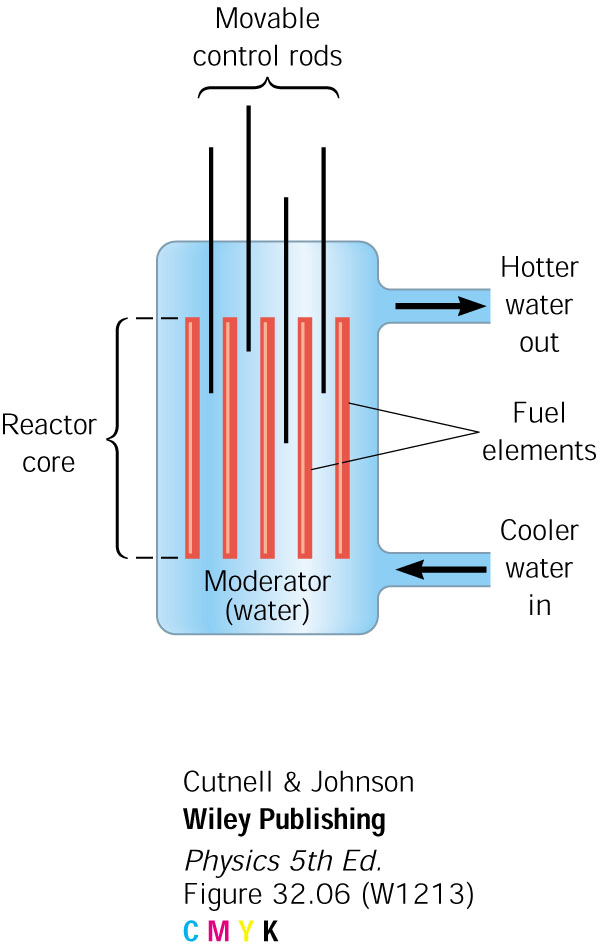 Movable
control rods
Hotter
water
out
Reactor
core
Fuel
elements
Cooler
water
in
Moderator
(water)
Cutnell & Johnson
Wiley Publishing
Physics 5th Ed.
Figure 32.06 (W1213)
C M Y K